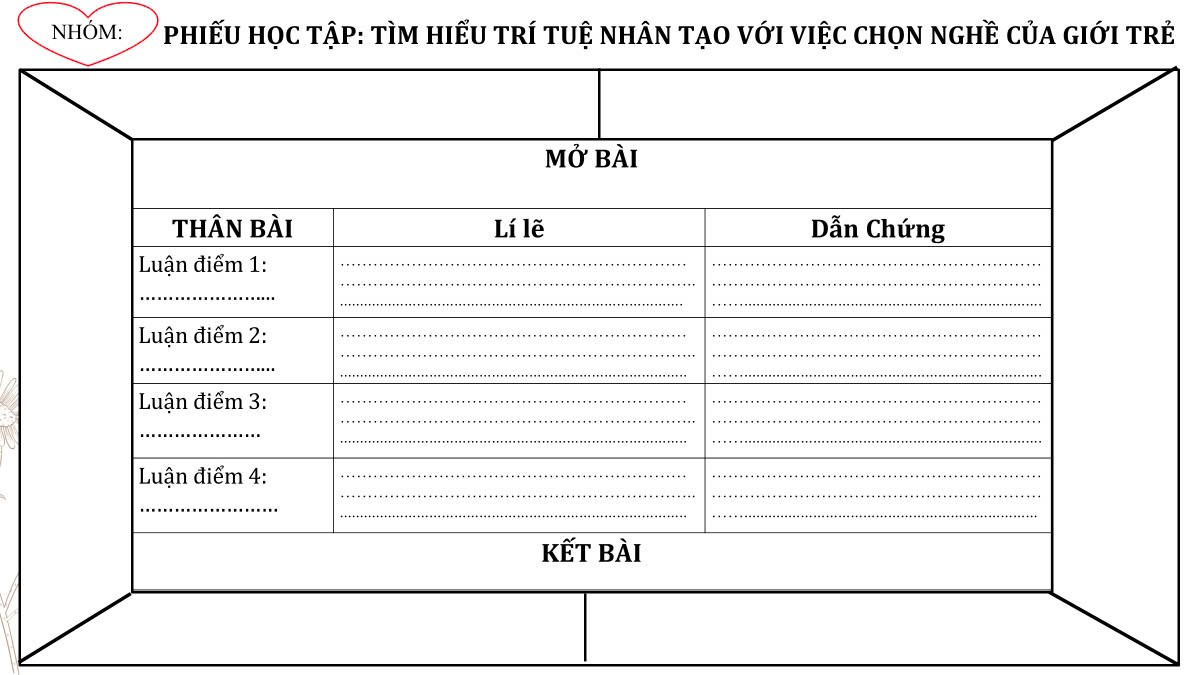 NHÓM:
PHIẾU HỌC TẬP: TÌM HIỂU TRÍ TUỆ NHÂN TẠO VỚI VIỆC CHỌN NGHỀ CỦA GIỚI TRẺ
MỞ BÀI
THÂN BÀI
Lí lẽ
Dẫn Chứng
Luận điểm 1:
Luận điểm 2:
Luận điểm 3:
Luận điểm 4:
KẾT BÀI